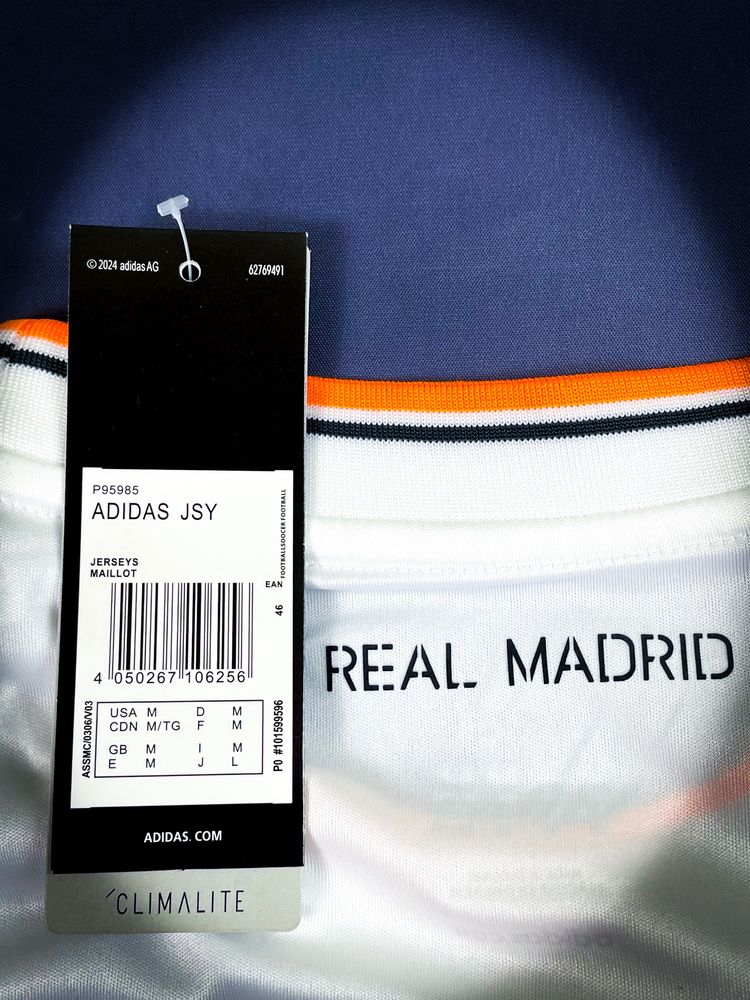 © 2024 adidas AG
62769491
P95985
ADIDAS JSY
FOOTBALL/SOCCER FOOTBALL
JERSEYS
MAILLOT
EAN
46
4 050267 106256
ASSMC/0306/V03
USA M D M
CDN M/TG F M
GB M I M
E M J L
PO #101599596
ADIDAS. COM
CLIMALITE
REAL MADRID